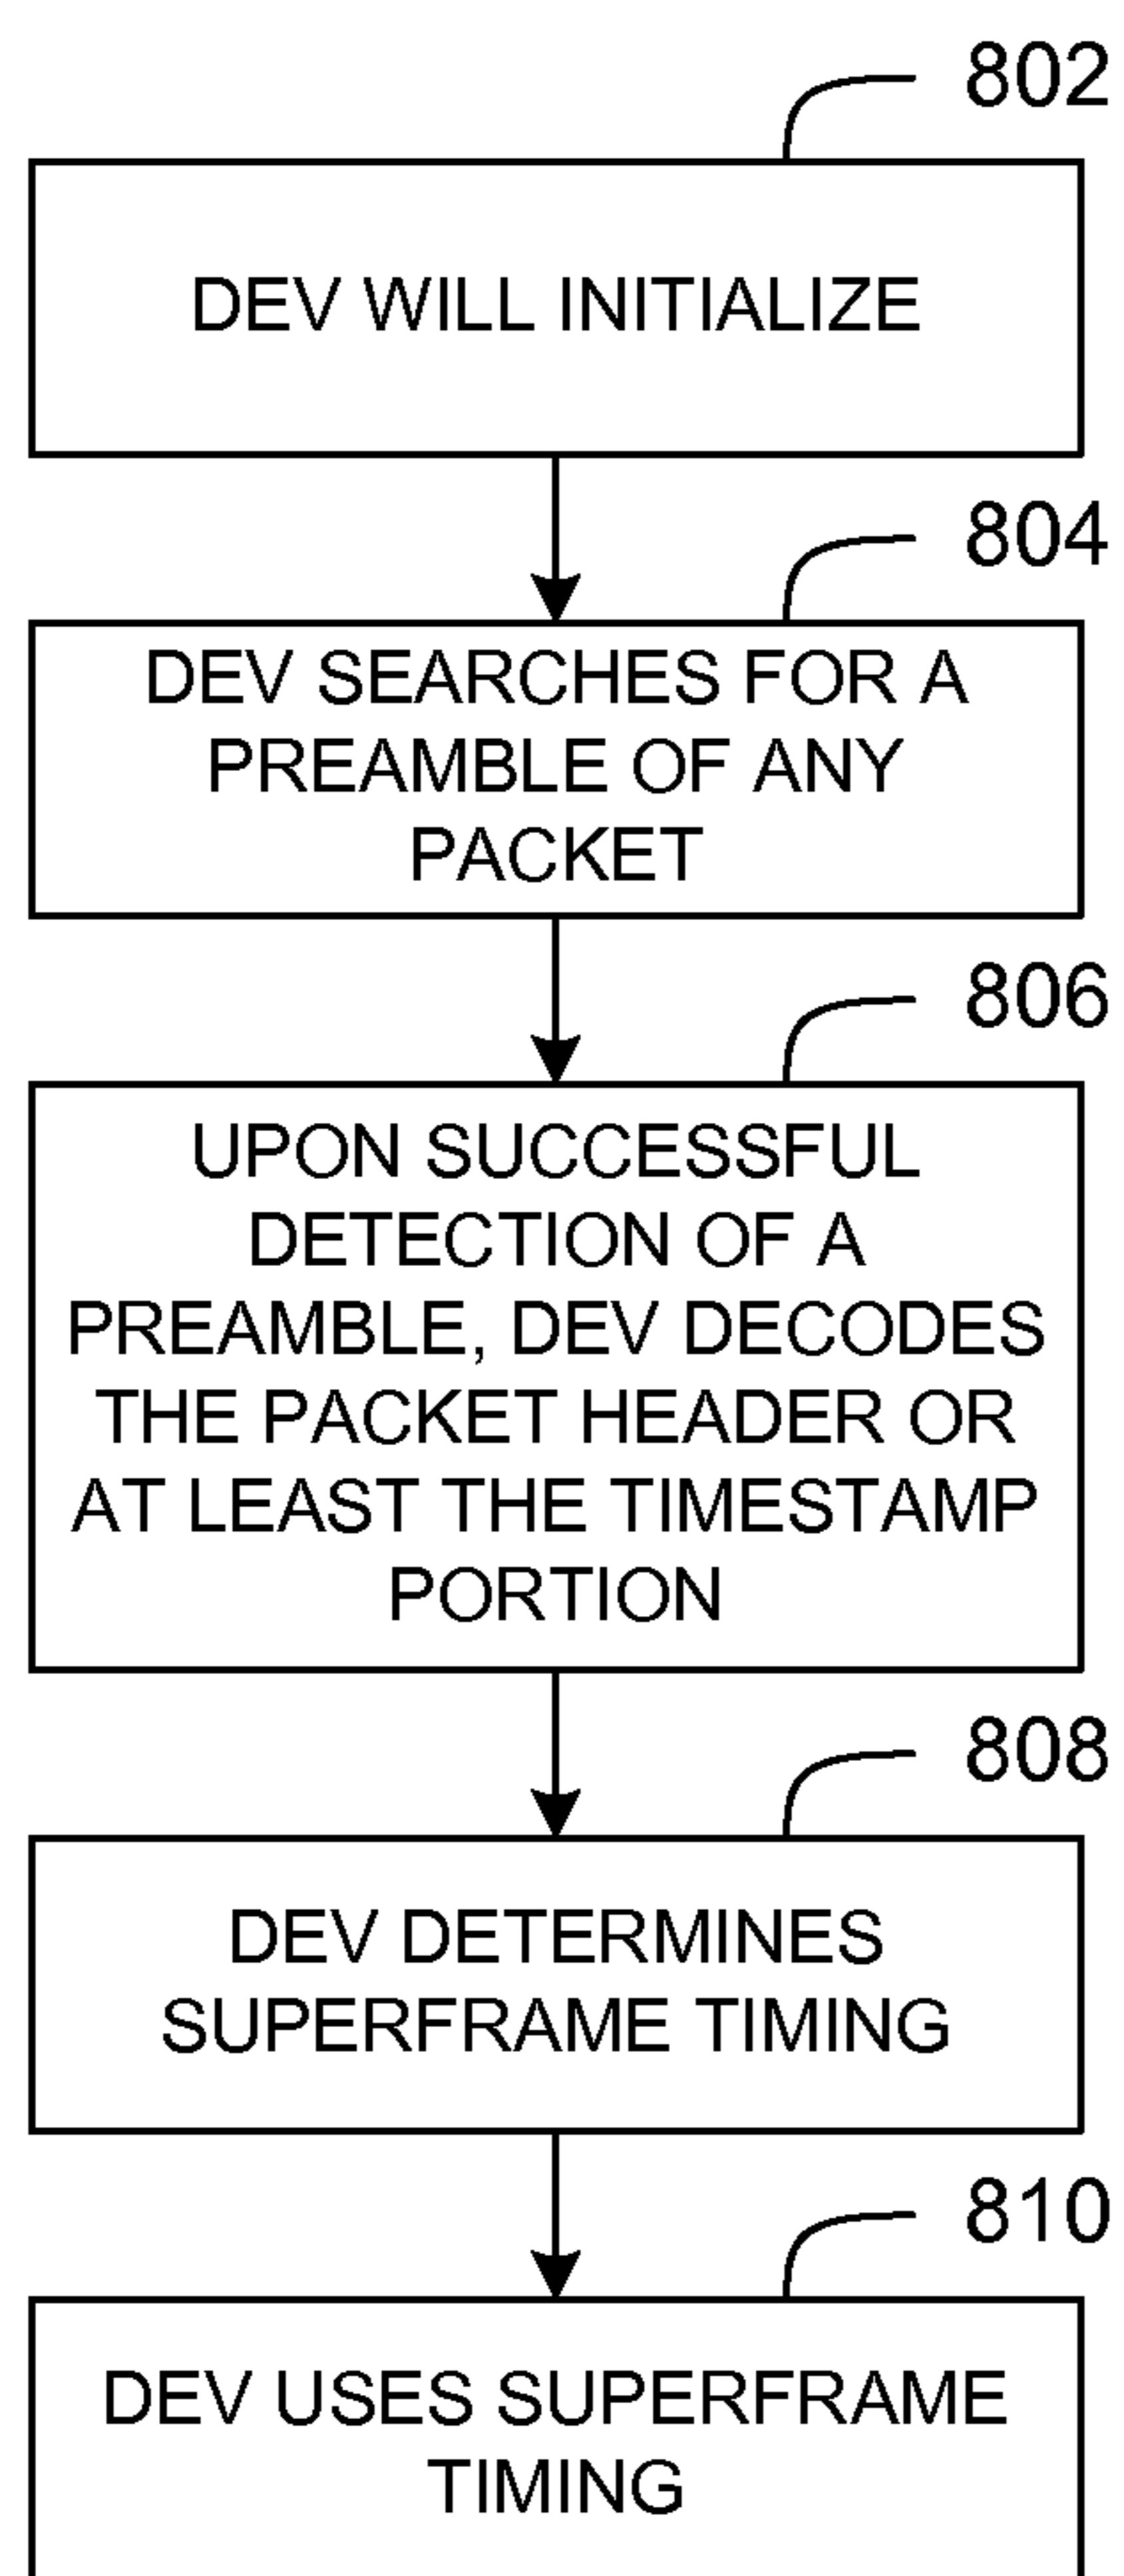 802
DEV WILL INITIALIZE
804
DEV SEARCHES FOR A
PREAMBLE OF ANY
PACKET
806
UPON SUCCESSFUL
DETECTION OF A
PREAMBLE, DEV DECODES
THE PACKET HEADER OR
AT LEAST THE TIMESTAMP
PORTION
808
DEV DETERMINES
SUPERFRAME TIMING
810
DEV USES SUPERFRAME
TIMING